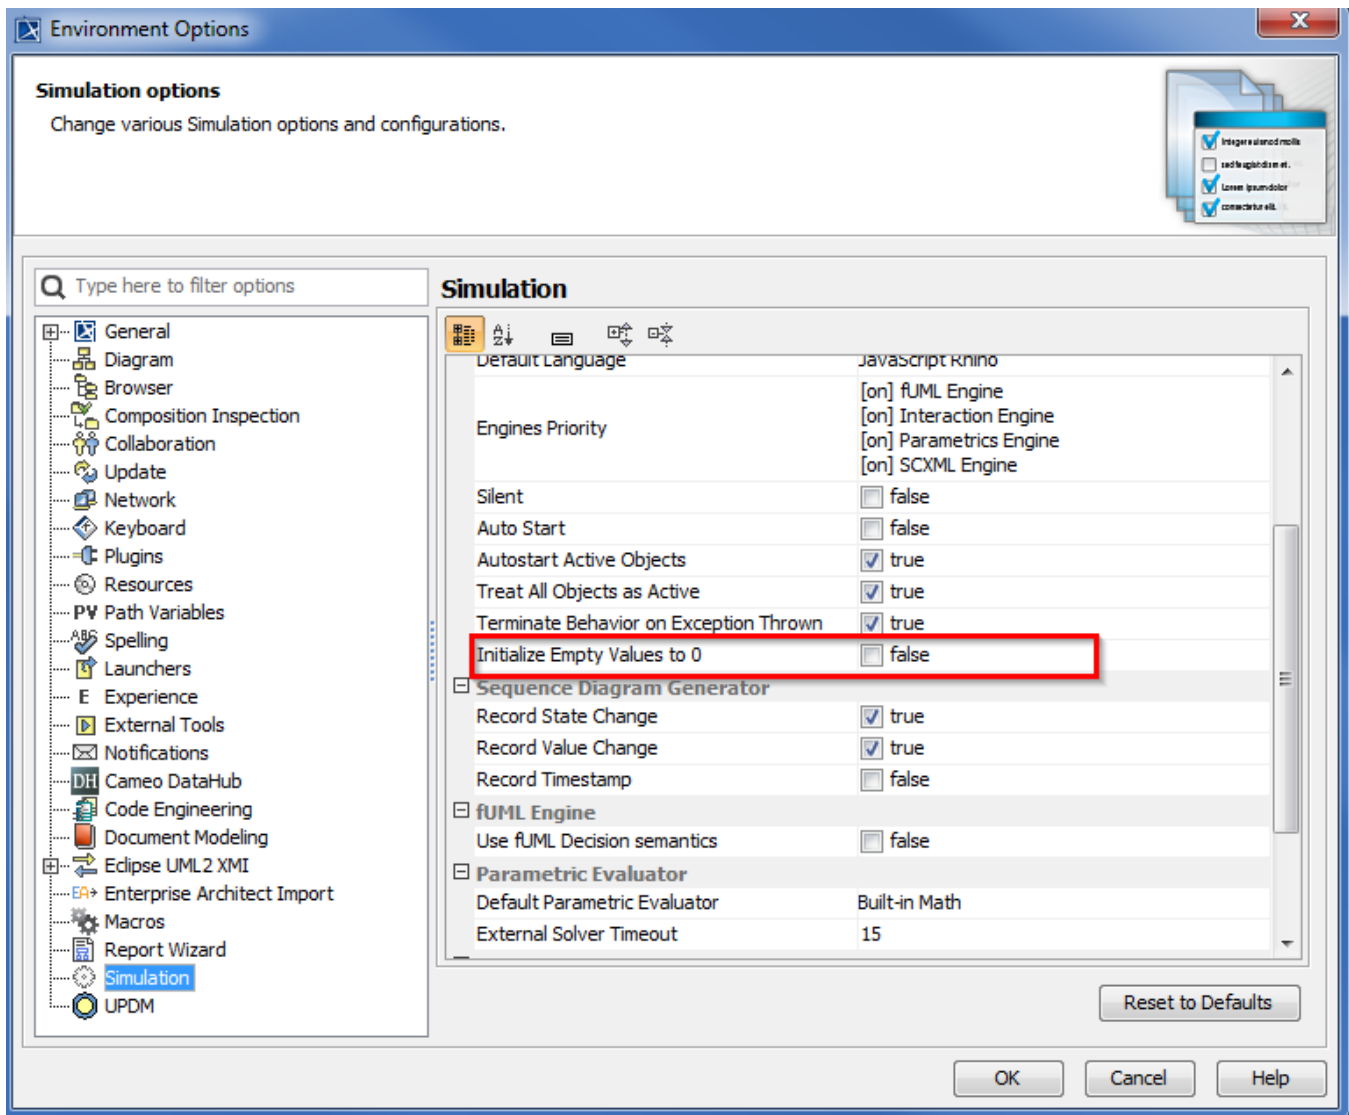 Environment Options
Simulation options
Change various Simulation options and configurations.
Lorem ipsum dolor
Type here to filter options
General
Diagram
Browser
Composition Inspection
Collaboration
Update
Network
Keyboard
Plugins
Resources
PV Path Variables
ABC Spelling
Launchers
E Experience
External Tools
Notifications
DH Cameo DataHub
Code Engineering
Document Modeling
Eclipse UML2 XMI
EA Enterprise Architect Import
Macros
Report Wizard
Simulation
UPDM
Simulation
Default Language JavaScript Rhino
Engines Priority
[on] fUML Engine
[on] Interaction Engine
[on] Parametrics Engine
[on] SCXML Engine
Silent false
Auto Start false
Autostart Active Objects true
Treat All Objects as Active true
Terminate Behavior on Exception Thrown true
Initialize Empty Values to 0 false
Sequence Diagram Generator
Record State Change true
Record Value Change true
Record Timestamp false
fUML Engine
Use fUML Decision semantics false
Parametric Evaluator
Default Parametric Evaluator Built-in Math
External Solver Timeout 15
Reset to Defaults
OK Cancel Help